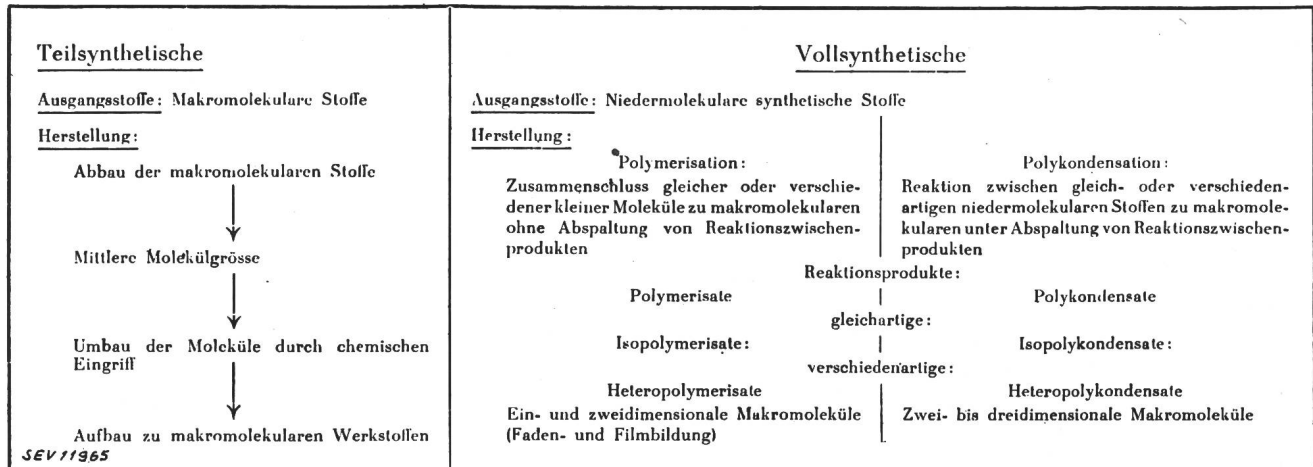 Teilsynthetische
Ausgangsstoffe: Makromolekulare Stoffe
Herstellung:
Abbau der makromolekularen Stoffe
Mittlere Molekülgrösse
Umbau der Moleküle durch chemischen
Eingriff
Aufbau zu makromolekularen Werkstoffen
SEV 11965
Vollsynthetische
Ausgangsstoffe: Niedermolekulare synthetische Stoffe
Herstellung:
Polymerisation:
Zusammenschluss gleicher oder verschie-
dener kleiner Moleküle zu makromolekularen
ohne Abspaltung von Reaktionszwischen-
produkten
Polykondensation:
Reaktion zwischen gleich- oder verschieden-
artigen niedermolekularen Stoffen zu makromole-
kularen unter Abspaltung von Reaktionszwischen-
produkten
Reaktionsprodukte:
Polymerisate
Polykondensate
gleichartige:
Isopolymerisate:
Isopolykondensate:
verschiedenartige:
Heteropolymerisate
Heteropolykondensate
Ein- und zweidimensionale Makromoleküle
(Faden- und Filmbildung)
Zwei- bis dreidimensionale Makromoleküle